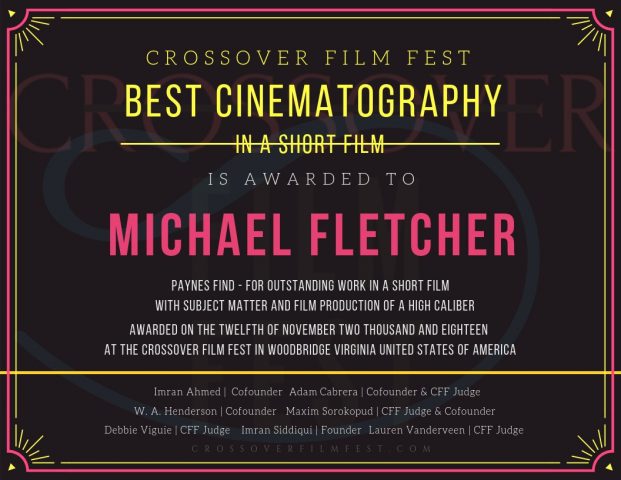 CROSSOVER FILM FEST
BEST CINEMATOGRAPHY
IN A SHORT FILM
IS AWARDED TO
MICHAEL FLETCHER
PAYNES FIND - FOR OUTSTANDING WORK IN A SHORT FILM
WITH SUBJECT MATTER AND FILM PRODUCTION OF A HIGH CALIBER
AWARDED ON THE TWELFTH OF NOVEMBER TWO THOUSAND AND EIGHTEEN
AT THE CROSSOVER FILM FEST IN WOODBRIDGE VIRGINIA UNITED STATES OF AMERICA
Imran Ahmed | Cofounder Adam Cabrera | Cofounder & CFF Judge
W. A. Henderson | Cofounder Maxim Sorokopud | CFF Judge & Cofounder
Debbie Viguie | CFF Judge Imran Siddiqui | Founder Lauren Vanderveen | CFF Judge
CROSSOVERFILMFEST.COM
CROSSOVER
FILM
FEST